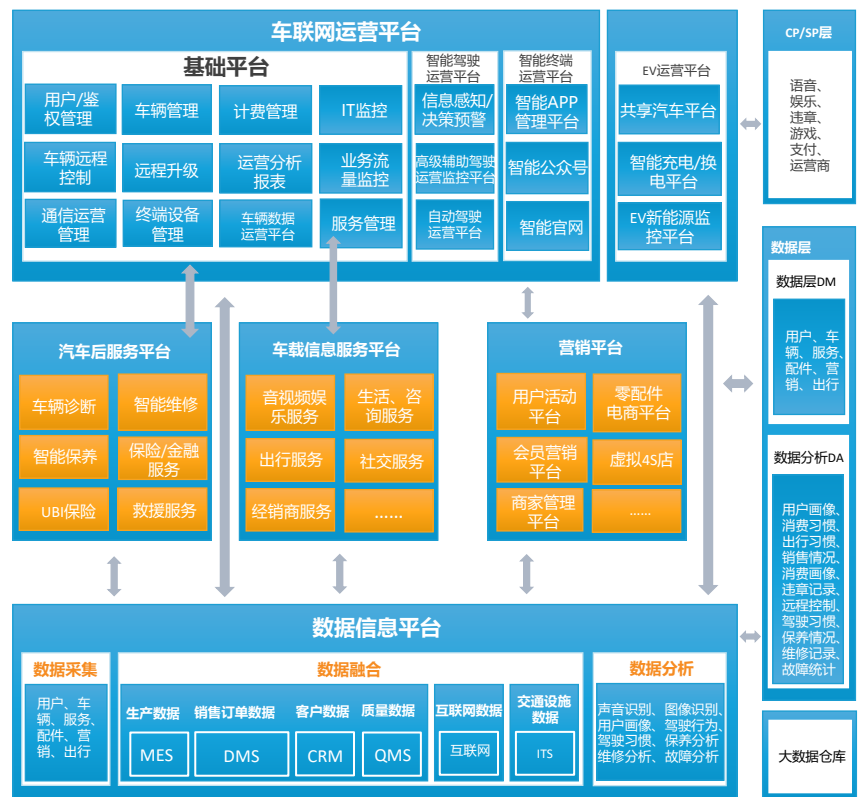 车联网运营平台
基础平台
用户/鉴
权管理
车辆管理
计费管理
IT监控
车辆远程
控制
远程升级
运营分析
报表
业务流
量监控
通信运营
管理
终端设备
管理
车辆数据
运营平台
服务管理
智能驾驶
运营平台
信息感知/
决策预警
高级辅助驾驶
运营监控平台
自动驾驶
运营平台
智能终端
运营平台
智能APP
管理平台
智能公众号
智能官网
EV运营平台
共享汽车平台
智能充电/换
电平台
EV新能源监
控平台
CP/SP层
语音、
娱乐、
违章、
游戏、
支付、
运营商
汽车后服务平台
车辆诊断
智能维修
智能保养
保险/金融
服务
UBI保险
救援服务
车载信息服务平台
音视频娱
乐服务
生活、咨
询服务
出行服务
社交服务
经销商服务
......
营销平台
用户活动
平台
零配件
电商平台
会员营销
平台
虚拟4S店
商家管理
平台
......
数据层
数据层DM
用户、车
辆、服务、
配件、营
销、出行
数据分析DA
用户画像、
消费习惯、
出行习惯、
销售情况、
消费画像、
违章记录、
远程控制、
驾驶习惯、
保养情况、
维修记录、
故障统计
数据信息平台
数据采集
用户、车
辆、服务、
配件、营
销、出行
数据融合
生产数据
MES
销售订单数据
DMS
客户数据
CRM
质量数据
QMS
互联网数据
互联网
交通设施
数据
ITS
数据分析
声音识别、图像识别、
用户画像、驾驶行为、
驾驶习惯、保养分析
维修分析、故障分析
大数据仓库